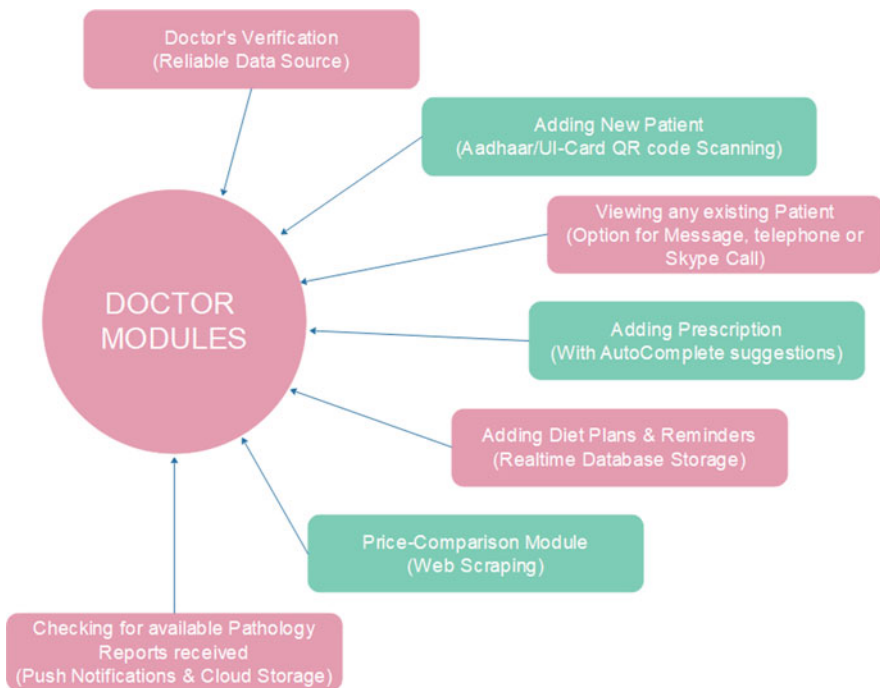 Doctor's Verification
(Reliable Data Source)
Adding New Patient
(Aadhaar/UI-Card QR code Scanning)
Viewing any existing Patient
(Option for Message, telephone or
Skype Call)
DOCTOR
MODULES
Adding Prescription
(With AutoComplete suggestions)
Adding Diet Plans & Reminders
(Realtime Database Storage)
Price-Comparison Module
(Web Scraping)
Checking for available Pathology
Reports received
(Push Notifications & Cloud Storage)